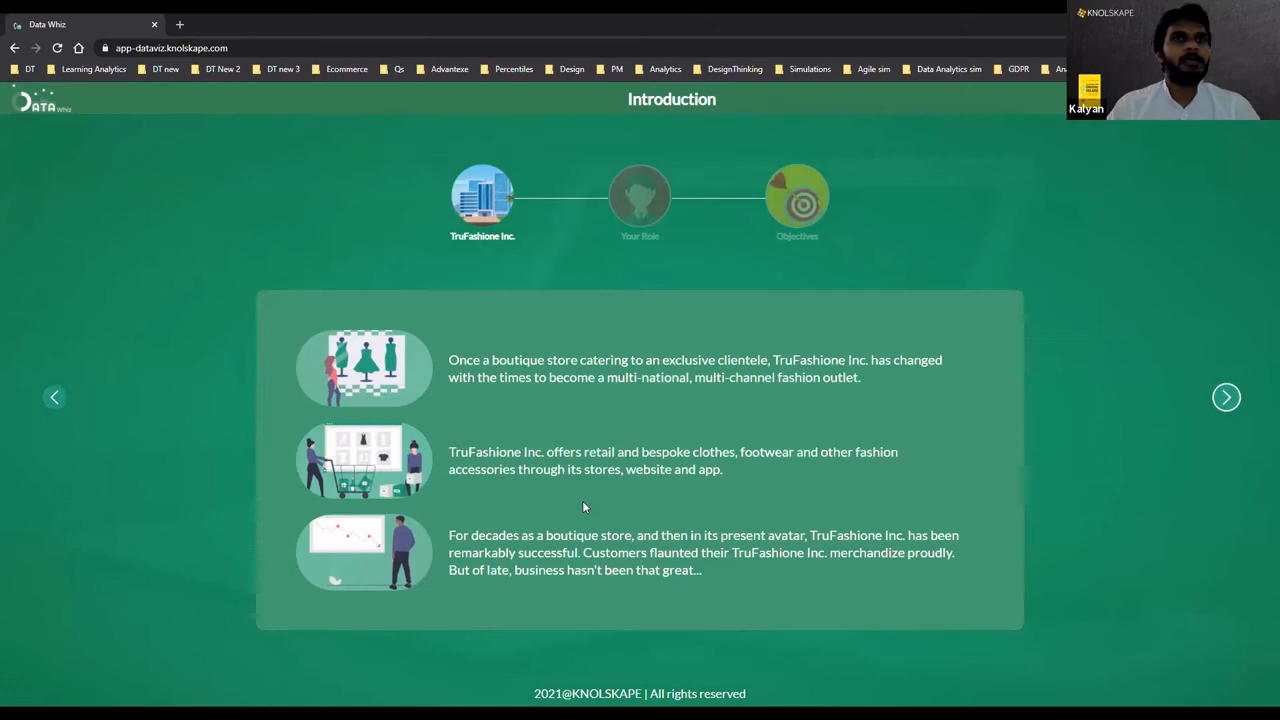 Data Whiz
app-dataviz.knolskape.com
DT
Learning Analytics
DT new
DT New 2
DT new 3
Ecommerce
Qs
Advantexe
Percentiles
Design
PM
Analytics
DesignThinking
Simulations
Agile sim
Data Analytics sim
GDPR
KNOLSKAPE
Kalyan
DATA Whiz
Introduction
TruFashione Inc.
Your Role
Objectives
Once a boutique store catering to an exclusive clientele, TruFashione Inc. has changed
with the times to become a multi-national, multi-channel fashion outlet.
TruFashione Inc. offers retail and bespoke clothes, footwear and other fashion
accessories through its stores, website and app.
For decades as a boutique store, and then in its present avatar, TruFashione Inc. has been
remarkably successful. Customers flaunted their TruFashione Inc. merchandize proudly.
But of late, business hasn't been that great...
2021@KNOLSKAPE | All rights reserved